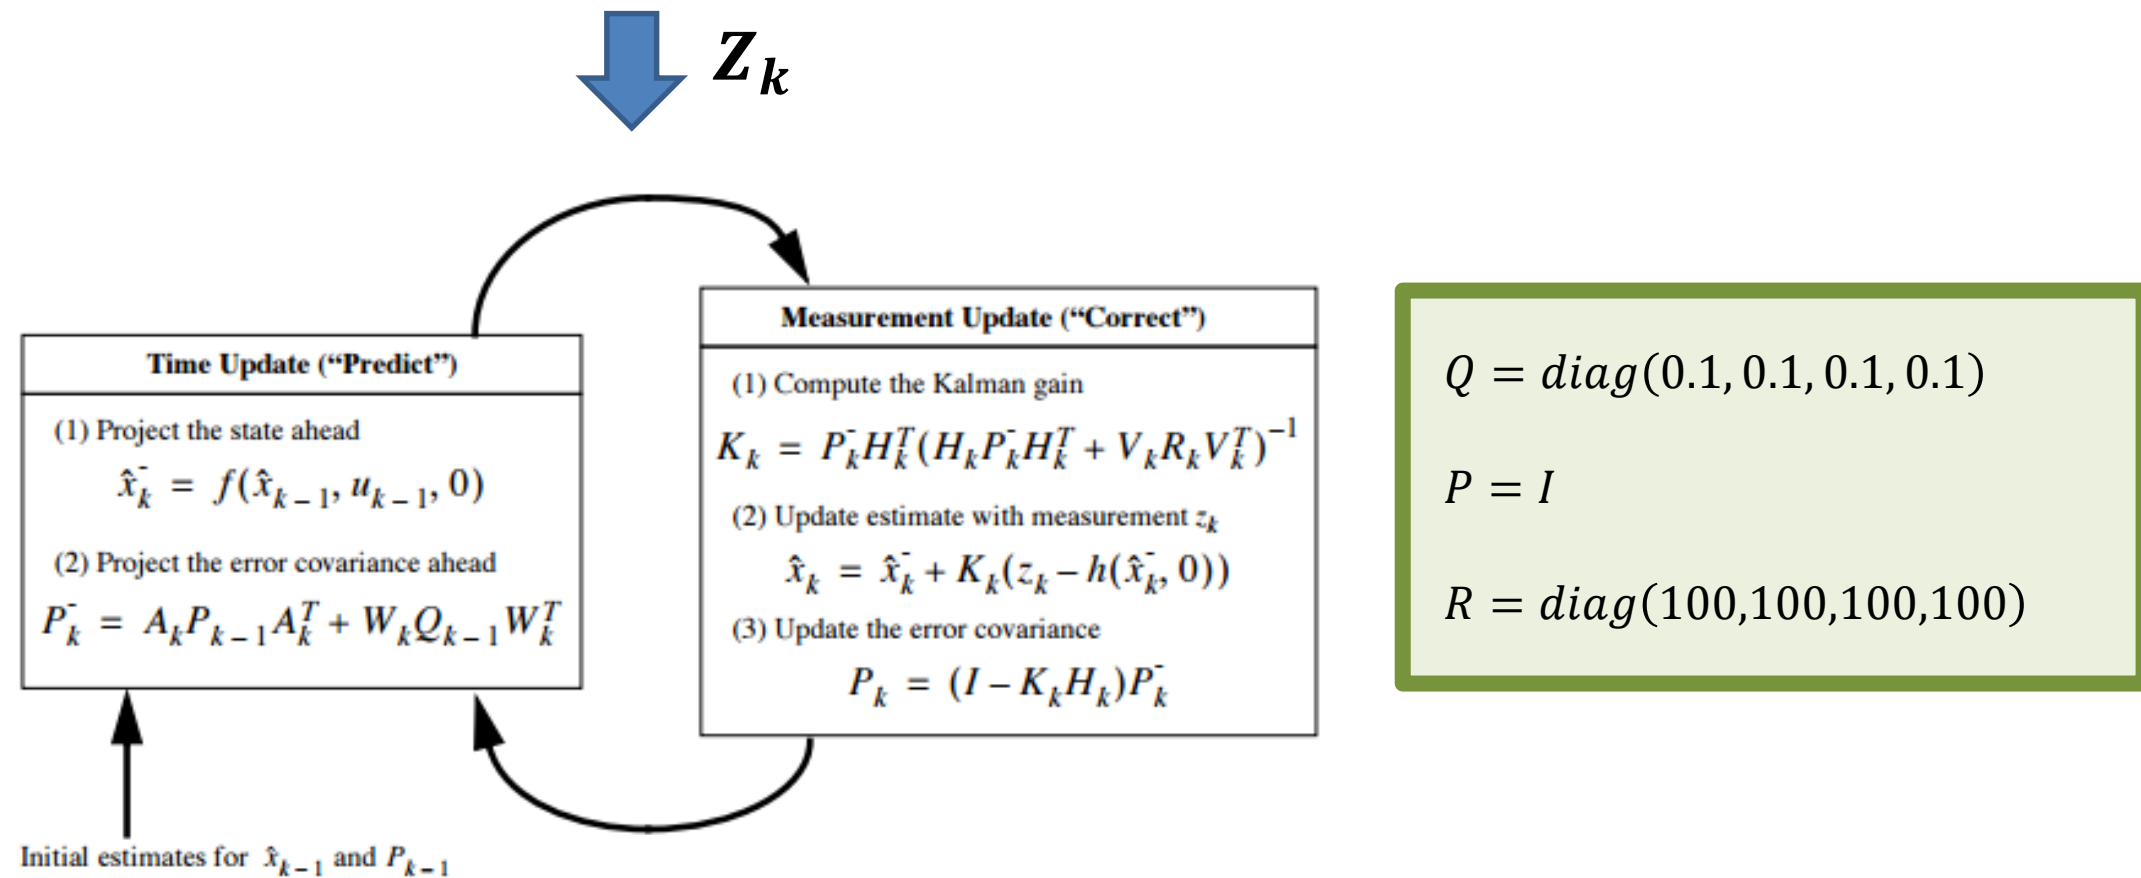 Z_k
Time Update (“Predict”)
(1) Project the state ahead
x̂⁻_k = f(x̂_{k – 1}, u_{k – 1}, 0)
(2) Project the error covariance ahead
P⁻_k = A_k P_{k – 1} A_k^T + W_k Q_{k – 1} W_k^T
Initial estimates for x̂_{k – 1} and P_{k – 1}
Measurement Update (“Correct”)
(1) Compute the Kalman gain
K_k = P⁻_k H_k^T (H_k P⁻_k H_k^T + V_k R_k V_k^T)^{–1}
(2) Update estimate with measurement z_k
x̂_k = x̂⁻_k + K_k(z_k – h(x̂⁻_k, 0))
(3) Update the error covariance
P_k = (I – K_k H_k)P⁻_k
Q = diag(0.1, 0.1, 0.1, 0.1)
P = I
R = diag(100,100,100,100)